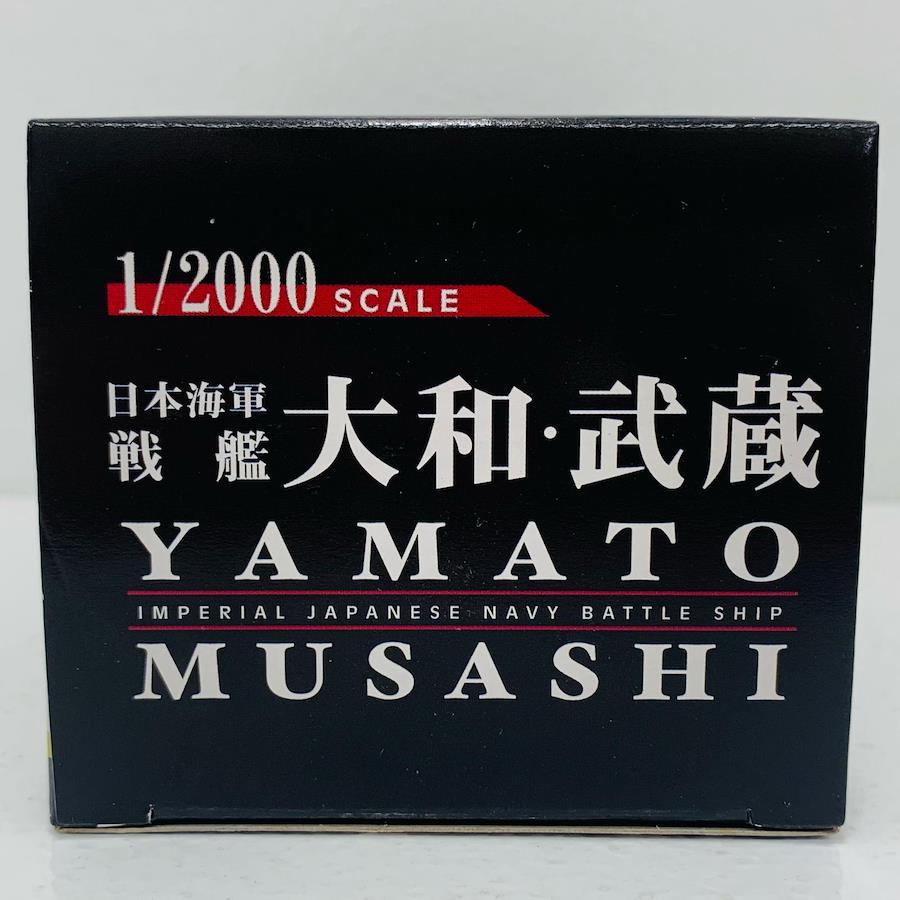 1/2000 SCALE
日本海軍
戦艦 大和・武蔵
YAMATO
IMPERIAL JAPANESE NAVY BATTLE SHIP
MUSASHI